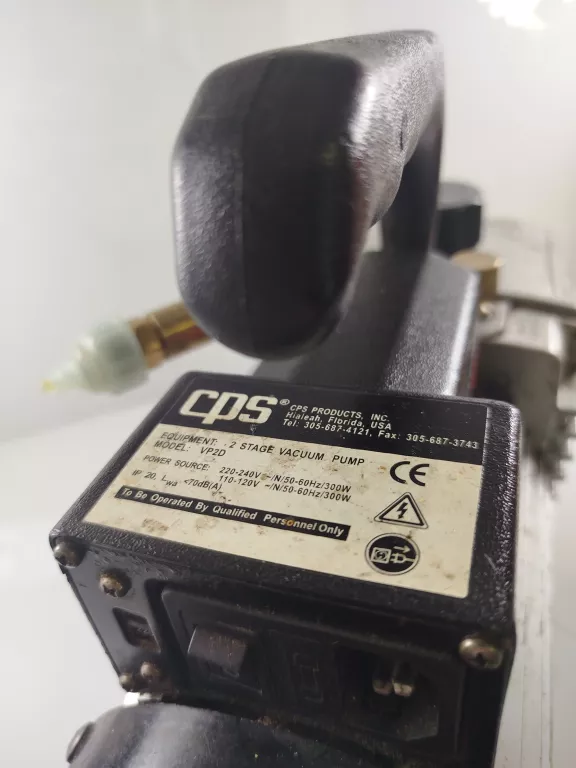 cps®
CPS PRODUCTS, INC.
Hialeah, Florida, USA
Tel: 305-687-4121, Fax: 305-687-3743
EQUIPMENT: 2 STAGE VACUUM PUMP
MODEL: VP2D
POWER SOURCE: 220-240V ~/N/50-60Hz/300W
110-120V ~/N/50-60Hz/300W
IP 20, Lwa <70dB(A)
To Be Operated By Qualified Personnel Only
CE